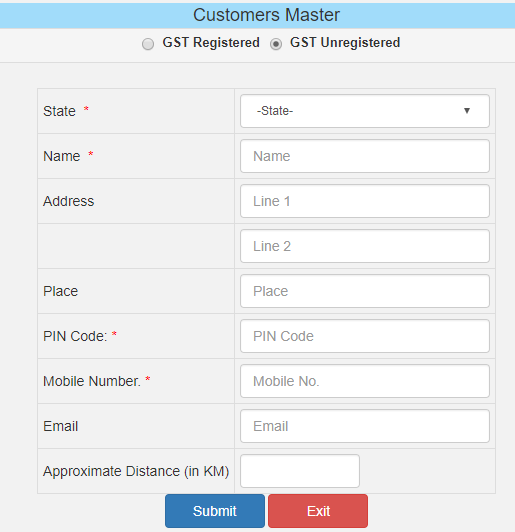 Customers Master
GST Registered GST Unregistered
State * -State-
Name * Name
Address Line 1
Line 2
Place Place
PIN Code: * PIN Code
Mobile Number. * Mobile No.
Email Email
Approximate Distance (in KM)
Submit Exit